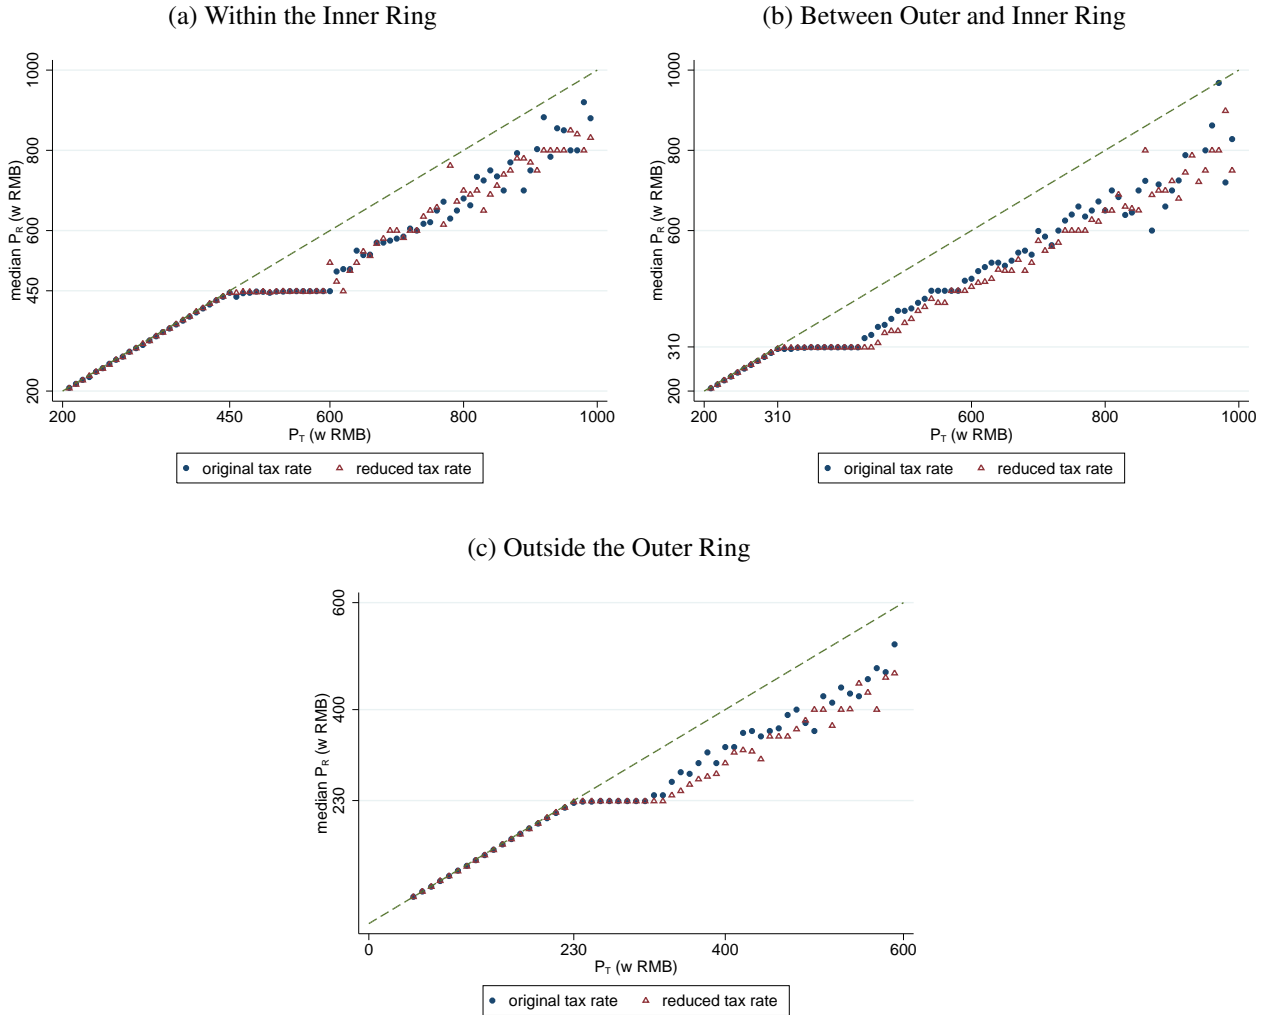 (a) Within the Inner Ring
1000
800
600
450
200
median P_R (w RMB)
200 450 600 800 1000
P_T (w RMB)
original tax rate reduced tax rate
(b) Between Outer and Inner Ring
1000
800
600
310
200
median P_R (w RMB)
200 310 600 800 1000
P_T (w RMB)
original tax rate reduced tax rate
(c) Outside the Outer Ring
600
400
230
median P_R (w RMB)
0 230 400 600
P_T (w RMB)
original tax rate reduced tax rate